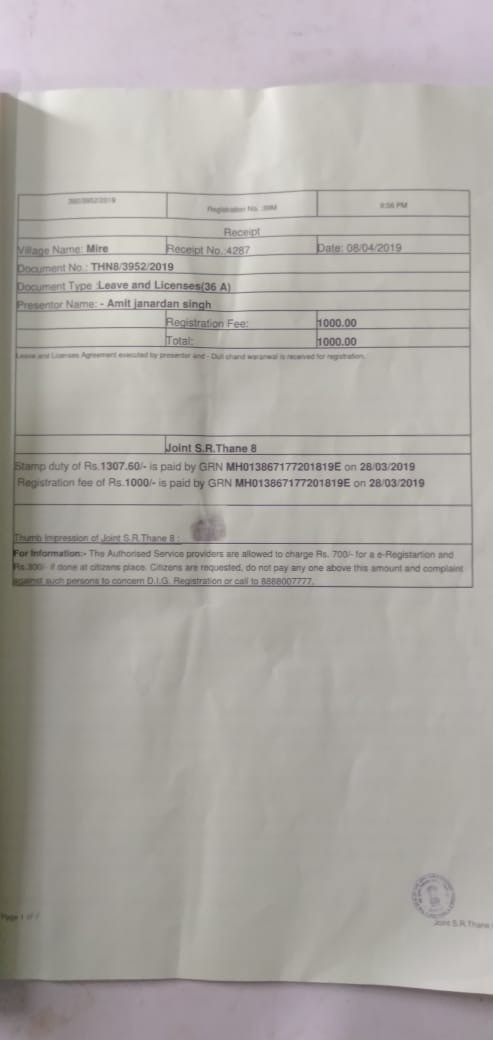 390/3952/2019 Registration No. :39M 8:56 PM
Receipt
Village Name: Mire Receipt No.:4287 Date: 08/04/2019
Document No.: THN8/3952/2019
Document Type :Leave and Licenses(36 A)
Presentor Name: - Amit janardan singh
Registration Fee: 1000.00
Total: 1000.00
Leave and Licenses Agreement executed by presentor and - Duli chand waranwal is received for registration.
Joint S.R.Thane 8
Stamp duty of Rs.1307.60/- is paid by GRN MH013867177201819E on 28/03/2019
Registration fee of Rs.1000/- is paid by GRN MH013867177201819E on 28/03/2019
Thumb Impression of Joint S.R.Thane 8 :
For Information:- The Authorised Service providers are allowed to charge Rs. 700/- for a e-Registartion and
Rs.300/- if done at citizens place. Citizens are requested, do not pay any one above this amount and complaint
against such persons to concern D.I.G. Registration or call to 8888007777.
Page 1 of
Joint S.R.Thane